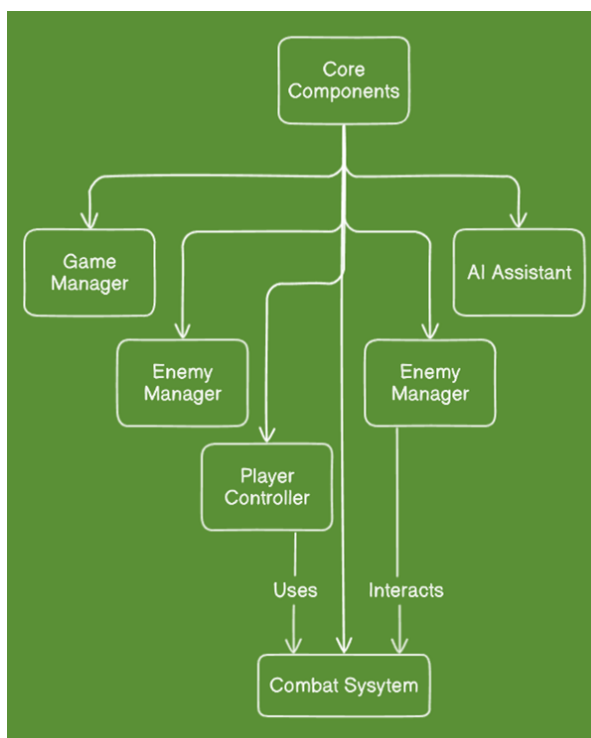 Core
Components
Game
Manager
AI Assistant
Enemy
Manager
Enemy
Manager
Player
Controller
Uses
Interacts
Combat Sysytem